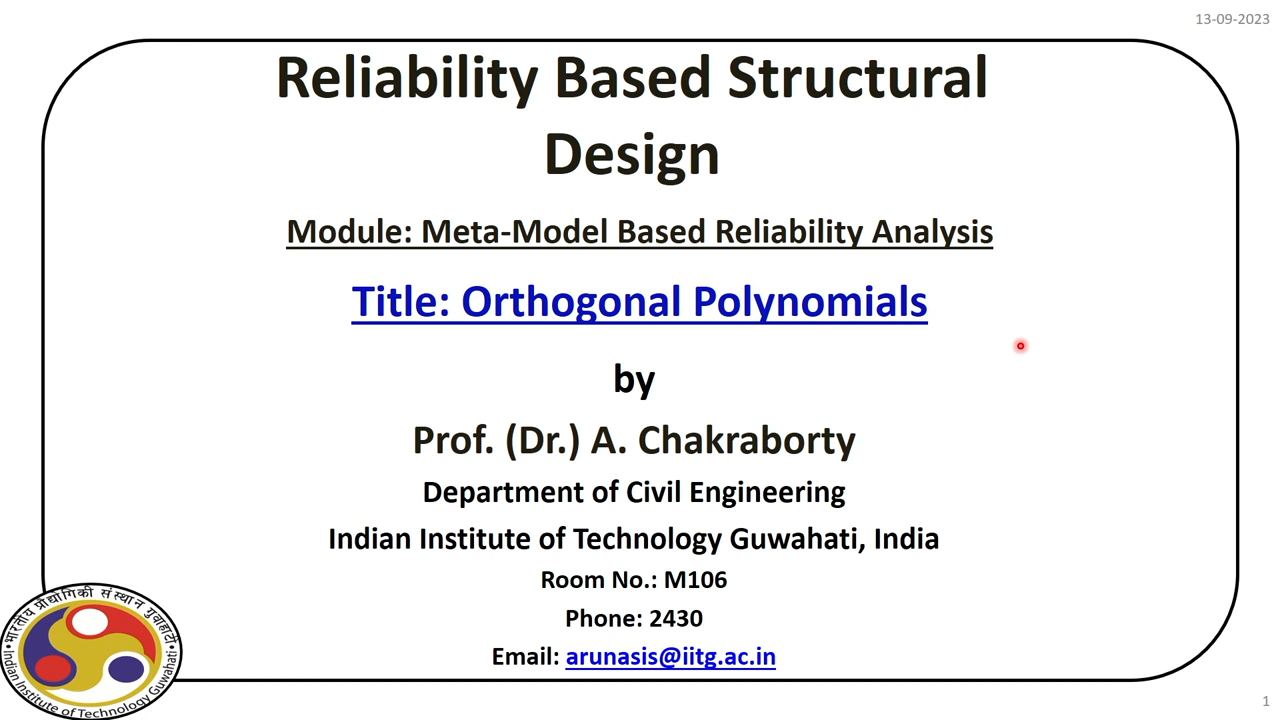 13-09-2023
Reliability Based Structural
Design
Module: Meta-Model Based Reliability Analysis
Title: Orthogonal Polynomials
by
Prof. (Dr.) A. Chakraborty
Department of Civil Engineering
Indian Institute of Technology Guwahati, India
Room No.: M106
Phone: 2430
Email: arunasis@iitg.ac.in
भारतीय प्रौद्योगिकी संस्थान गुवाहाटी
Indian Institute of Technology Guwahati
1